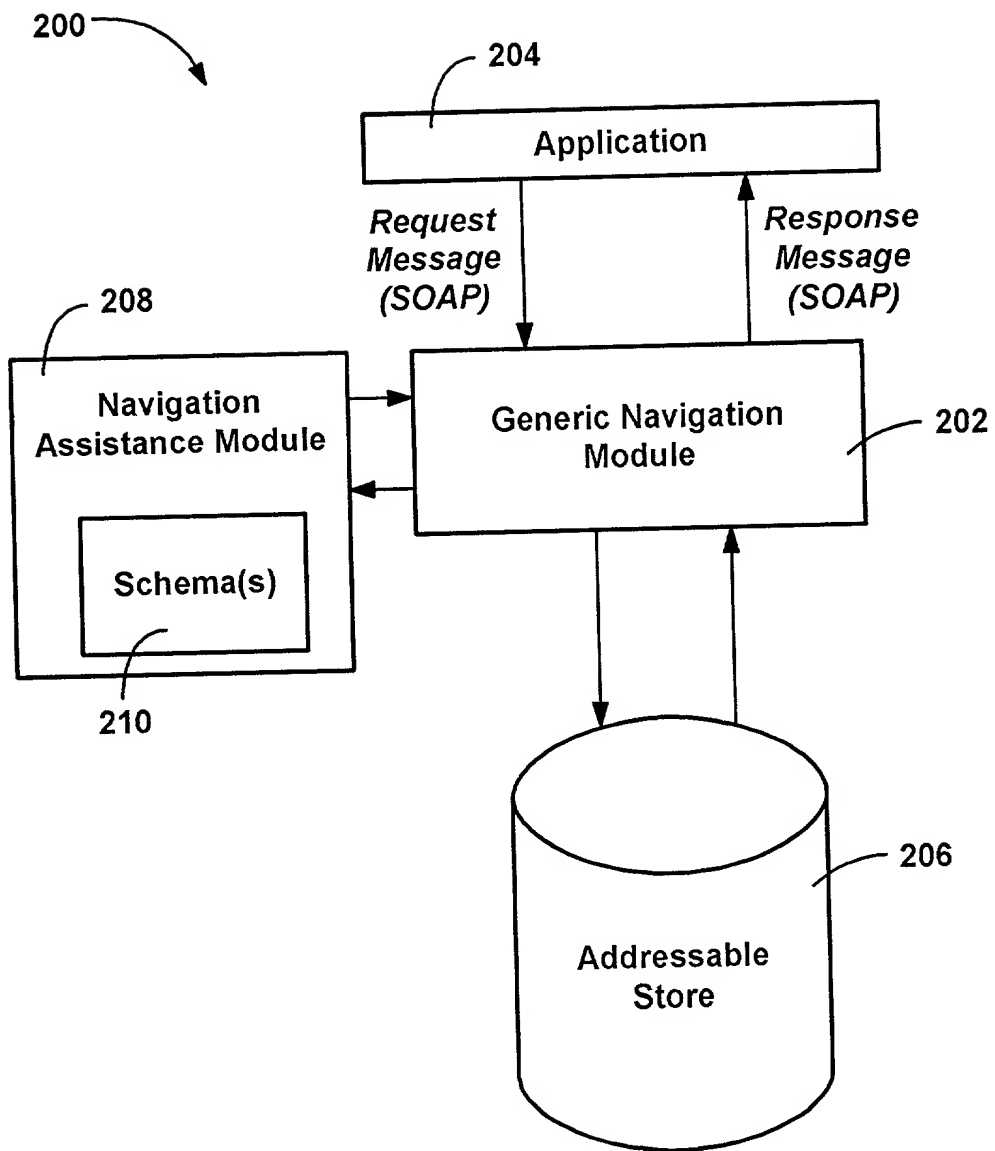 200
204
Application
Request
Message
(SOAP)
Response
Message
(SOAP)
208
Navigation
Assistance Module
Generic Navigation
Module
202
Schema(s)
210
206
Addressable
Store